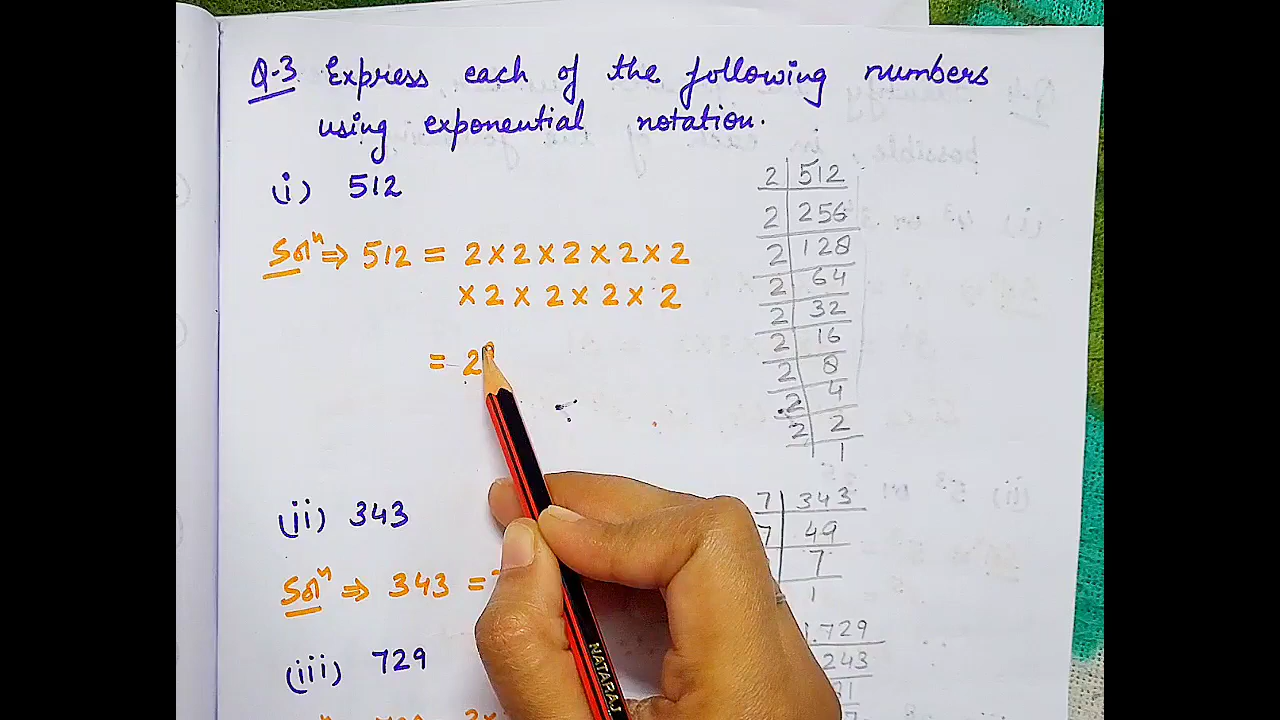 Q.3 Express each of the following numbers
using exponential notation.
(i) 512
Solⁿ ⇒ 512 = 2 × 2 × 2 × 2 × 2
× 2 × 2 × 2 × 2
= 2
2 | 512
2 | 256
2 | 128
2 | 64
2 | 32
2 | 16
2 | 8
2 | 4
2 | 2
1
(ii) 343
Solⁿ ⇒ 343 =
7 | 343
7 | 49
7
1
(iii) 729
729
243
NATARAJ